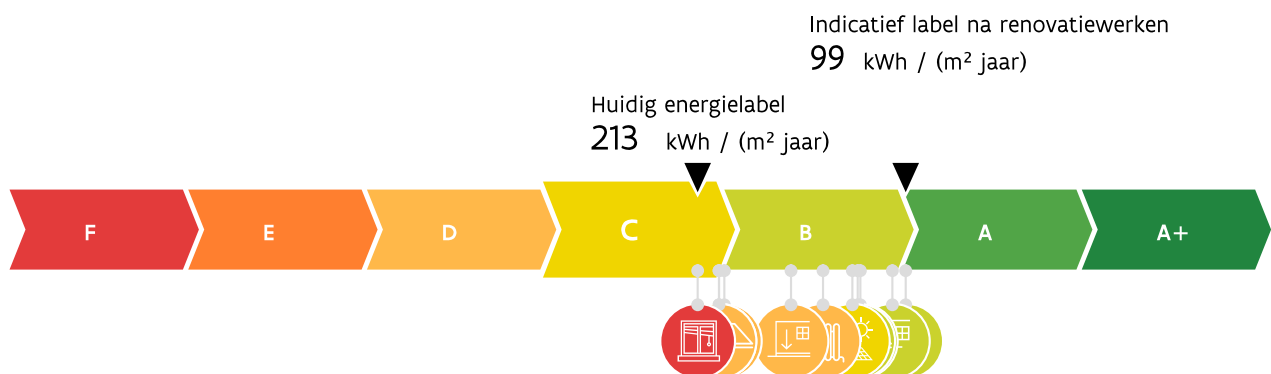 Indicatief label na renovatiewerken
99 kWh / (m² jaar)
Huidig energielabel
213 kWh / (m² jaar)
F E D C B A A+